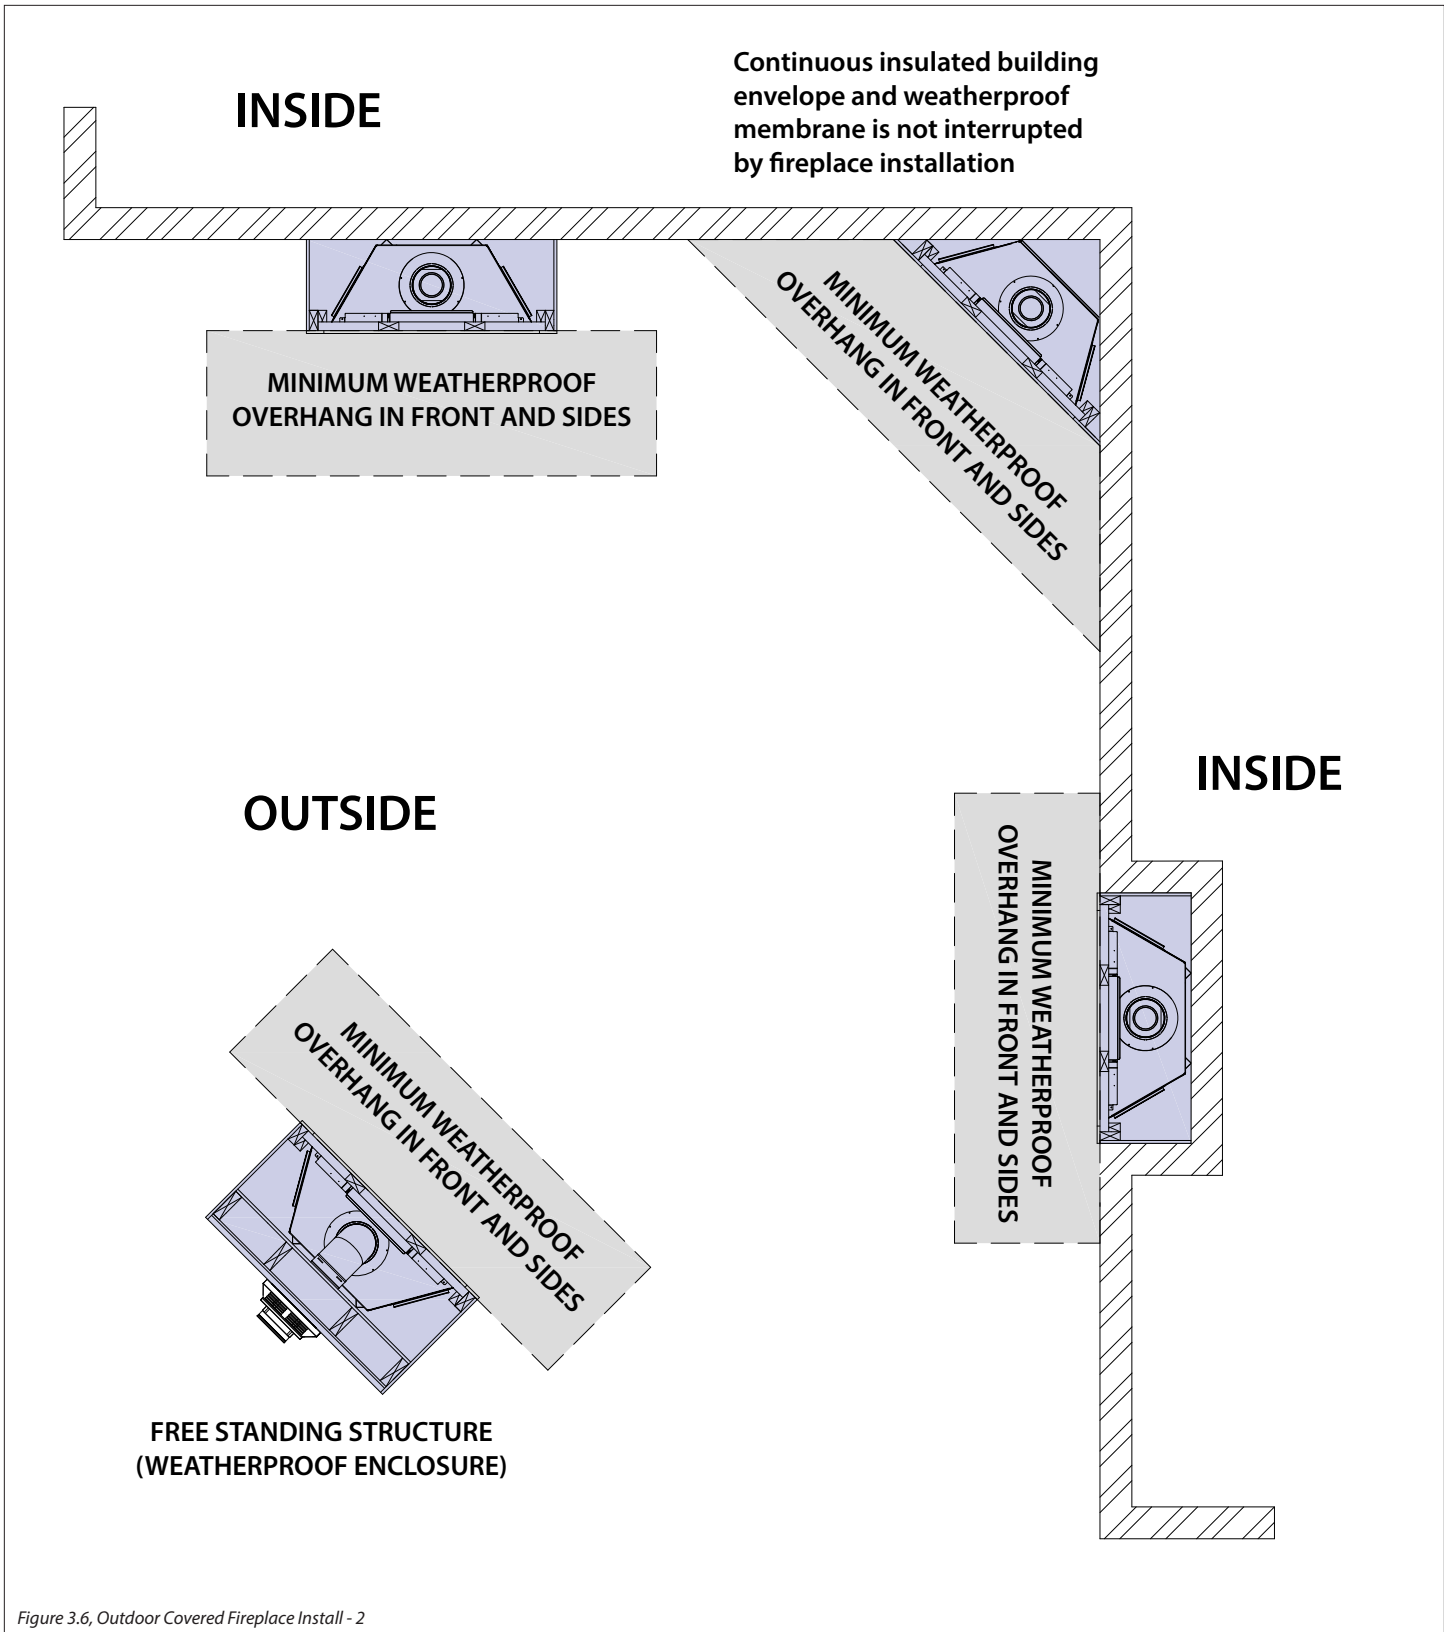 INSIDE
Continuous insulated building
envelope and weatherproof
membrane is not interrupted
by fireplace installation
MINIMUM WEATHERPROOF
OVERHANG IN FRONT AND SIDES
MINIMUM WEATHERPROOF
OVERHANG IN FRONT AND SIDES
INSIDE
OUTSIDE
MINIMUM WEATHERPROOF
OVERHANG IN FRONT AND SIDES
MINIMUM WEATHERPROOF
OVERHANG IN FRONT AND SIDES
FREE STANDING STRUCTURE
(WEATHERPROOF ENCLOSURE)
Figure 3.6, Outdoor Covered Fireplace Install - 2